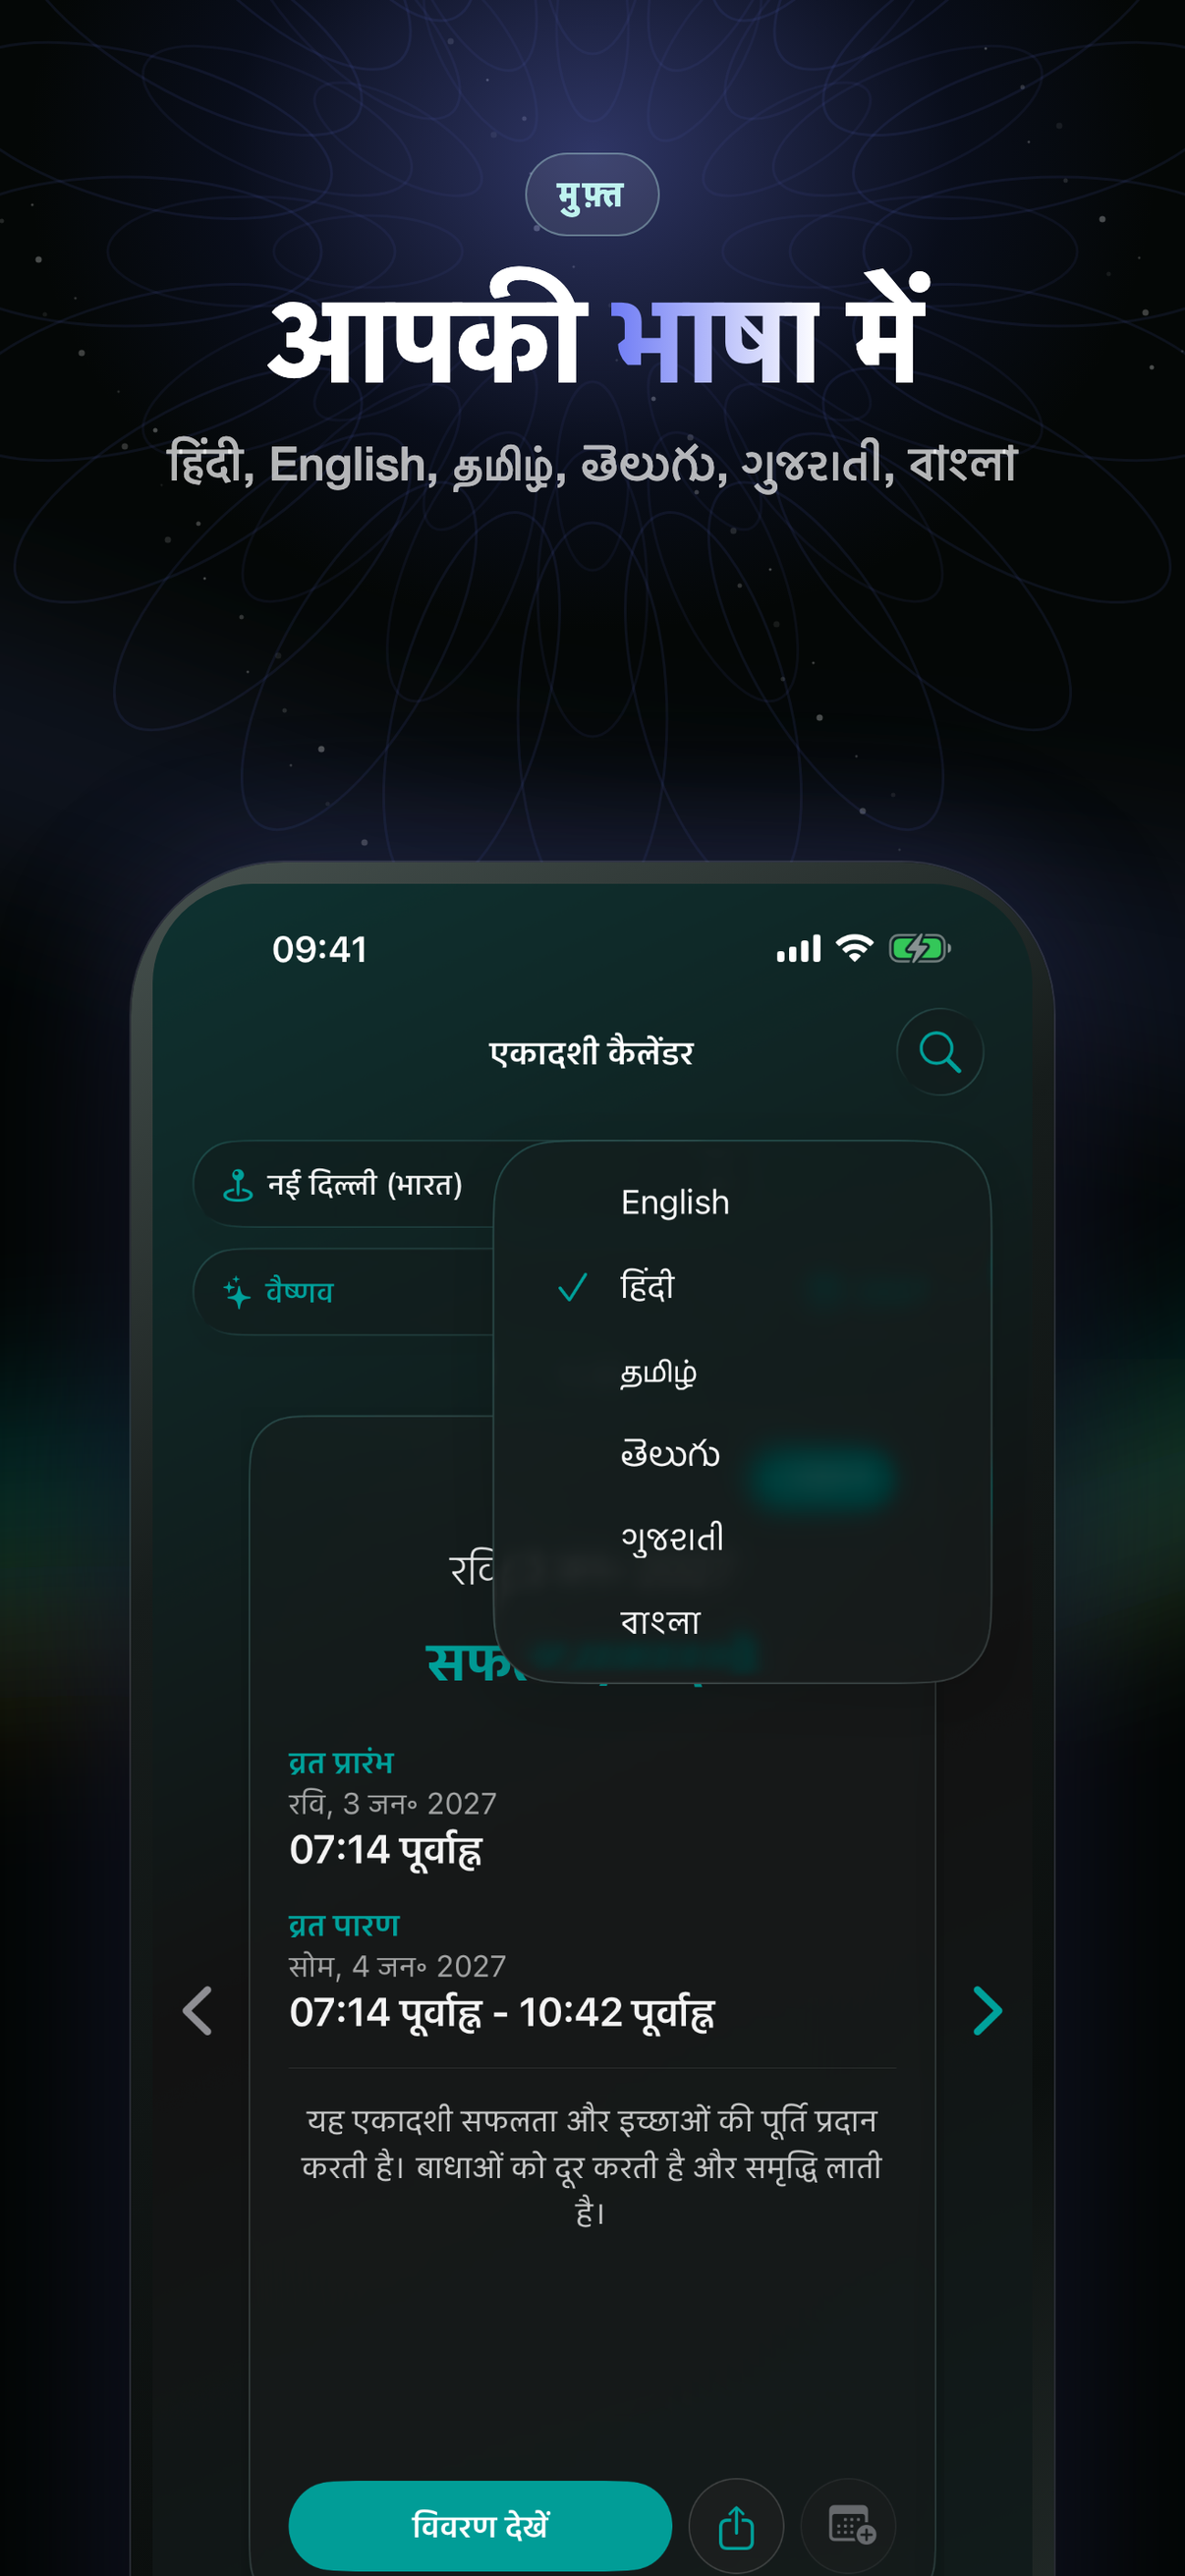 मुफ़्त
आपकी भाषा में
हिंदी, English, தமிழ், తెలుగు, ગુજરાતી, বাংলা
09:41
एकादशी कैलेंडर
नई दिल्ली (भारत)
वैष्णव
English
हिंदी
தமிழ்
తెలుగు
ગુજરાતી
বাংলা
व्रत प्रारंभ
रवि, 3 जन॰ 2027
07:14 पूर्वाह्न
व्रत पारण
सोम, 4 जन॰ 2027
07:14 पूर्वाह्न - 10:42 पूर्वाह्न
यह एकादशी सफलता और इच्छाओं की पूर्ति प्रदान
करती है। बाधाओं को दूर करती है और समृद्धि लाती
है।
विवरण देखें